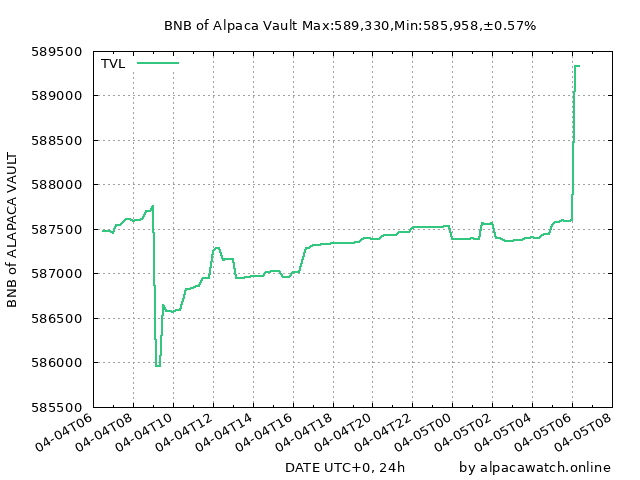 BNB of Alpaca Vault Max:589,330,Min:585,958,±0.57%
TVL
589500
589000
588500
588000
587500
587000
586500
586000
585500
BNB of ALAPACA VAULT
04-04T06
04-04T08
04-04T10
04-04T12
04-04T14
04-04T16
04-04T18
04-04T20
04-04T22
04-05T00
04-05T02
04-05T04
04-05T06
04-05T08
DATE UTC+0, 24h
by alpacawatch.online